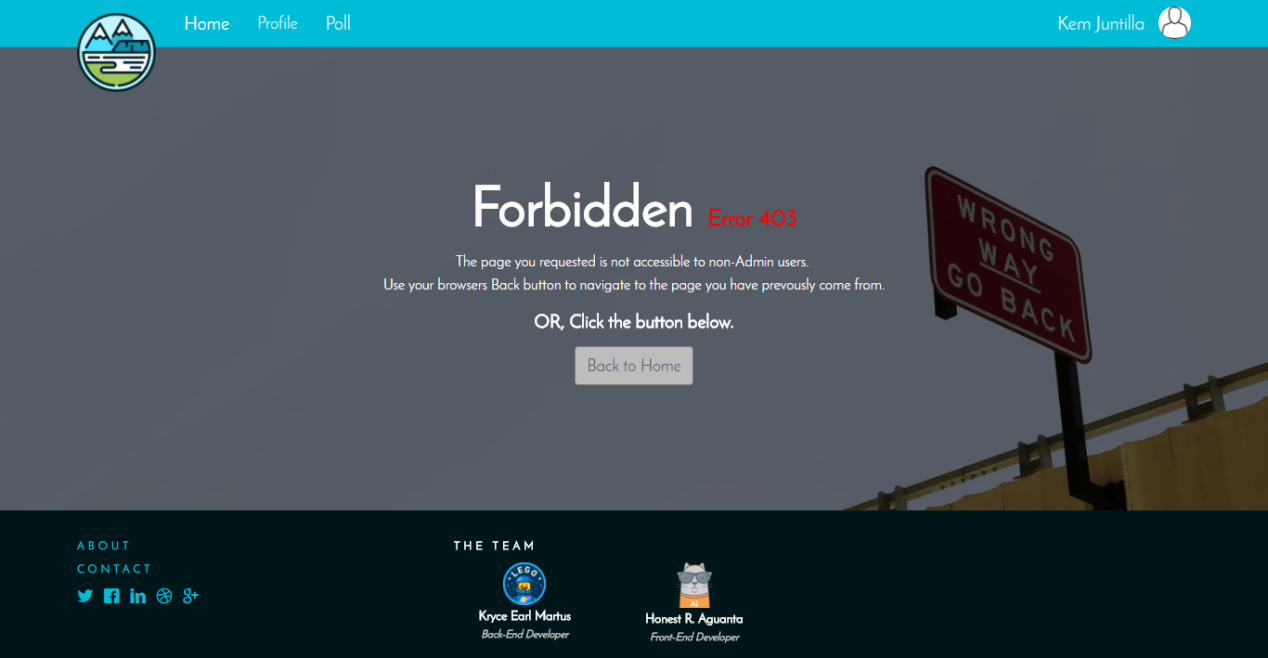 Home Profile Poll Kem Juntilla
Forbidden Error 403
The page you requested is not accessible to non-Admin users.
Use your browsers Back button to navigate to the page you have prevously come from.
OR, Click the button below.
Back to Home
WRONG
WAY
GO BACK
ABOUT
CONTACT
THE TEAM
LEGO
AI
Kryce Earl Martus
Honest R. Aguanta
Back-End Developer
Front-End Developer